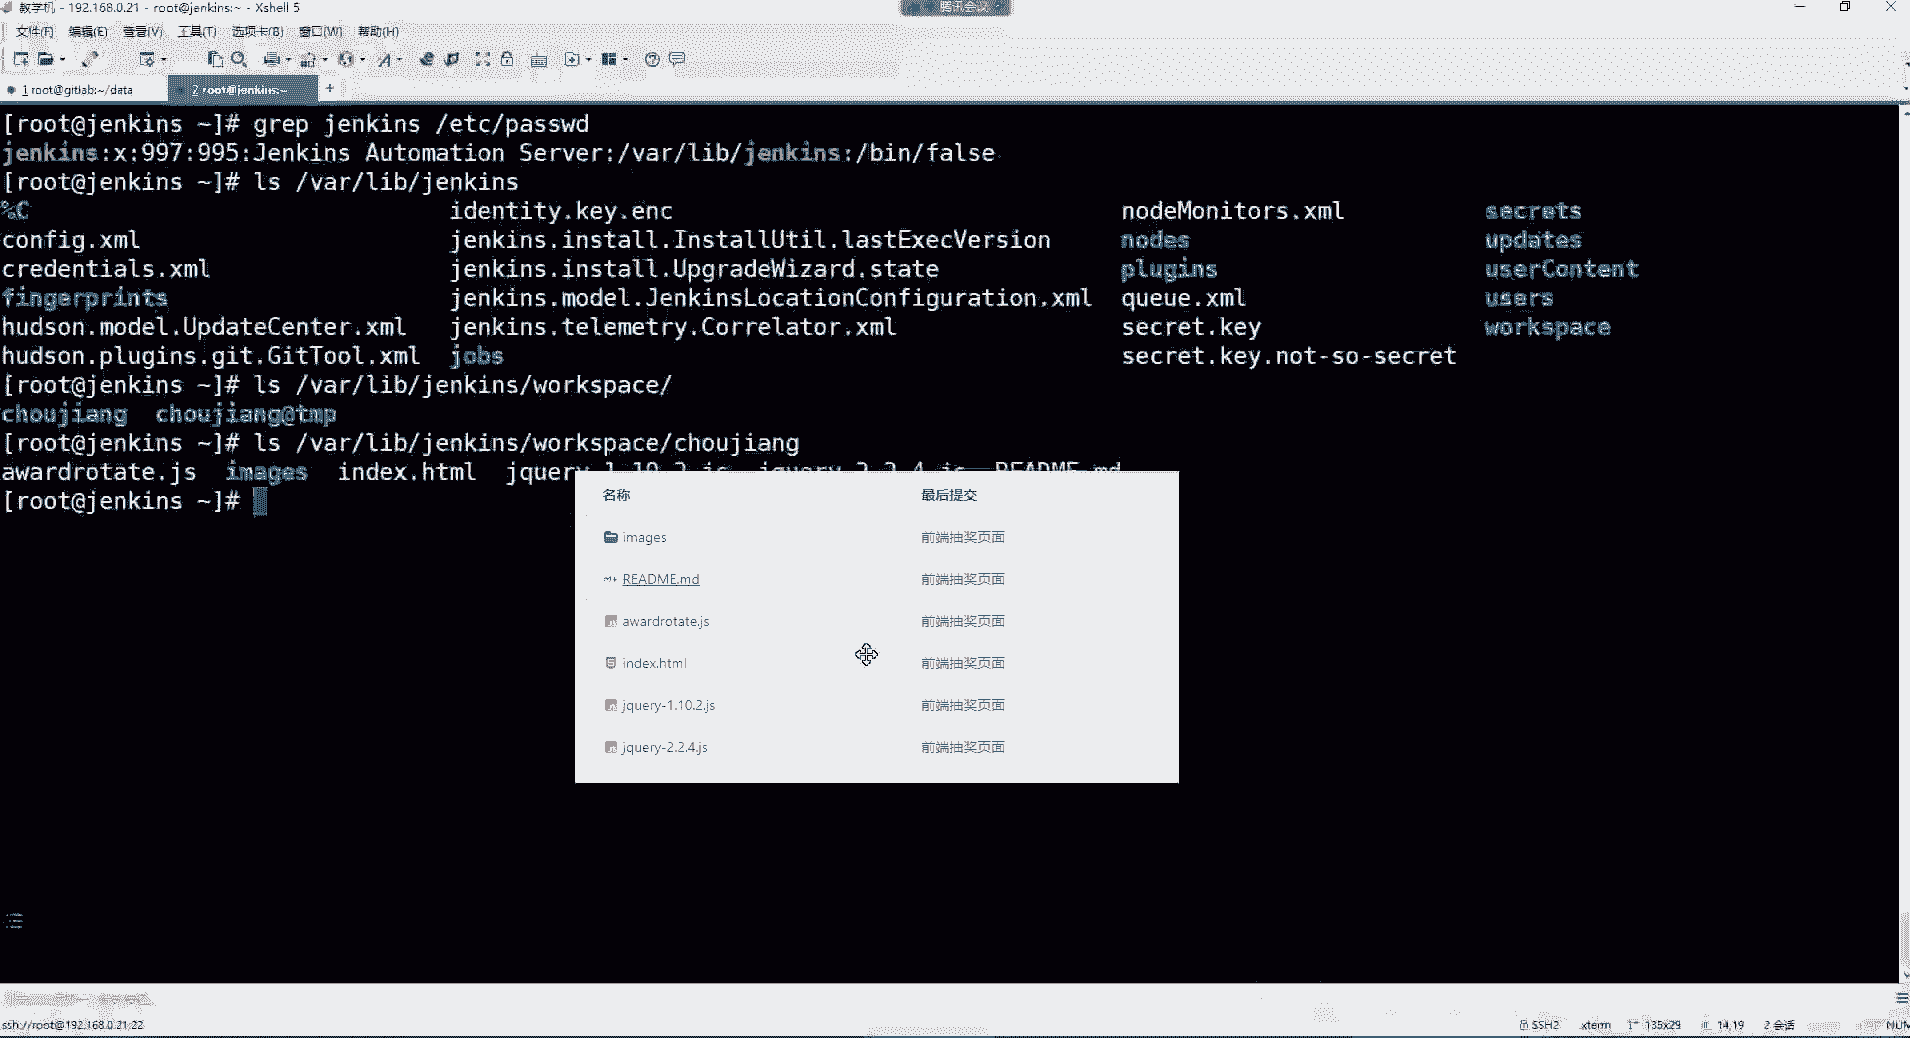 教学机 - 192.168.0.21 - root@jenkins:~ - Xshell 5
腾讯会议
文件(F) 编辑(E) 查看(V) 工具(T) 选项卡(B) 窗口(W) 帮助(H)
1 root@gitlab:~/data 2 root@jenkins:~ +
[root@jenkins ~]# grep jenkins /etc/passwd
jenkins:x:997:995:Jenkins Automation Server:/var/lib/jenkins:/bin/false
[root@jenkins ~]# ls /var/lib/jenkins
%C identity.key.enc nodeMonitors.xml secrets
config.xml jenkins.install.InstallUtil.lastExecVersion nodes updates
credentials.xml jenkins.install.UpgradeWizard.state plugins userContent
fingerprints jenkins.model.JenkinsLocationConfiguration.xml queue.xml users
hudson.model.UpdateCenter.xml jenkins.telemetry.Correlator.xml secret.key workspace
hudson.plugins.git.GitTool.xml jobs secret.key.not-so-secret
[root@jenkins ~]# ls /var/lib/jenkins/workspace/
choujiang choujiang@tmp
[root@jenkins ~]# ls /var/lib/jenkins/workspace/choujiang
awardrotate.js images index.html jquery-1.10.2.js jquery-2.2.4.js README.md
[root@jenkins ~]#
名称 最后提交
images 前端抽奖页面
README.md 前端抽奖页面
awardrotate.js 前端抽奖页面
index.html 前端抽奖页面
jquery-1.10.2.js 前端抽奖页面
jquery-2.2.4.js 前端抽奖页面
ssh://root@192.168.0.21:22 SSH2 xterm 135x29 14,19 2 会话 NUM